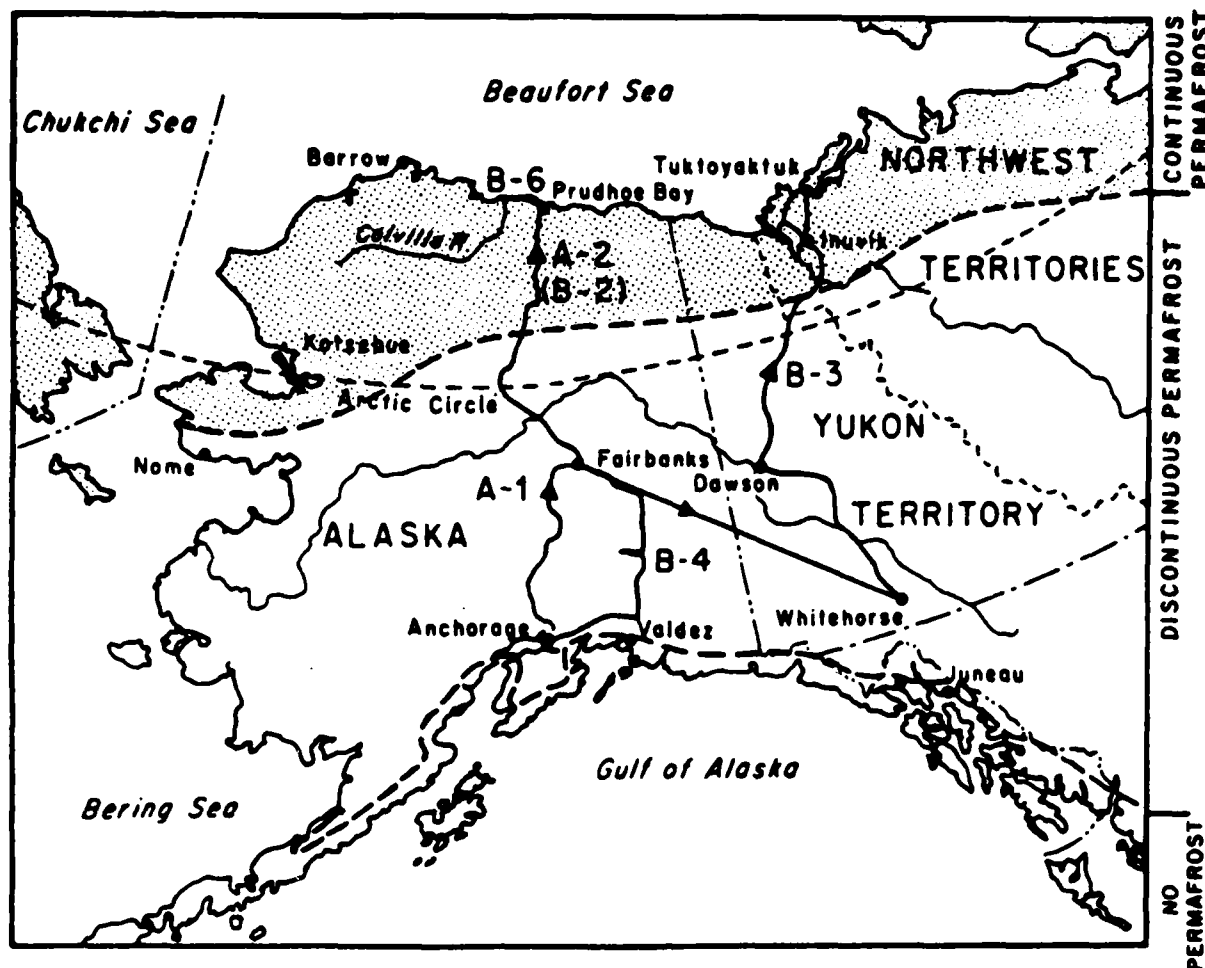 Beaufort Sea
Chukchi Sea
Barrow
B-6
Prudhoe Bay
Tuktoyaktuk
NORTHWEST
Colville R.
A-2
(B-2)
Inuvik
TERRITORIES
Kotzebue
Arctic Circle
B-3
YUKON
Nome
Fairbanks
Dawson
A-1
TERRITORY
ALASKA
B-4
Anchorage
Valdez
Whitehorse
Juneau
Gulf of Alaska
Bering Sea
CONTINUOUS
PERMAFROST
DISCONTINUOUS PERMAFROST
NO
PERMAFROST